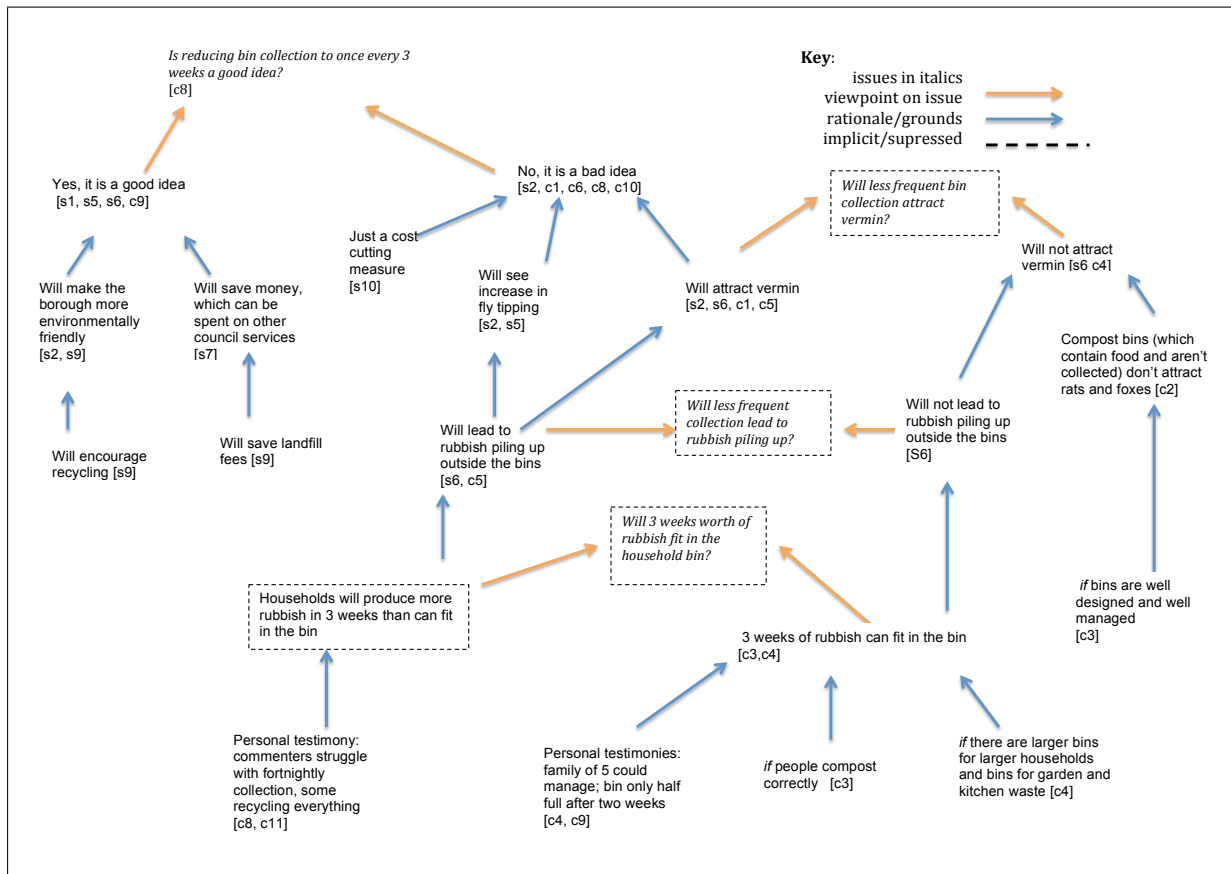 Is reducing bin collection to once every 3
weeks a good idea?
[c8]
Key:
issues in italics
viewpoint on issue
rationale/grounds
implicit/supressed
Yes, it is a good idea
[s1, s5, s6, c9]
No, it is a bad idea
[s2, c1, c6, c8, c10]
Will less frequent bin
collection attract
vermin?
Just a cost
cutting
measure
[s10]
Will not attract
vermin [s6 c4]
Will make the
borough more
environmentally
friendly
[s2, s9]
Will save money,
which can be
spent on other
council services
[s7]
Will see
increase in
fly tipping
[s2, s5]
Will attract vermin
[s2, s6, c1, c5]
Compost bins (which
contain food and aren't
collected) don't attract
rats and foxes [c2]
Will encourage
recycling [s9]
Will save landfill
fees [s9]
Will lead to
rubbish piling up
outside the bins
[s6, c5]
Will less frequent
collection lead to
rubbish piling up?
Will not lead to
rubbish piling up
outside the bins
[S6]
Will 3 weeks worth of
rubbish fit in the
household bin?
Households will produce more
rubbish in 3 weeks than can fit
in the bin
3 weeks of rubbish can fit in the bin
[c3,c4]
if bins are well
designed and well
managed
[c3]
Personal testimony:
commenters struggle
with fortnightly
collection, some
recycling everything
[c8, c11]
Personal testimonies:
family of 5 could
manage; bin only half
full after two weeks
[c4, c9]
if people compost
correctly [c3]
if there are larger bins
for larger households
and bins for garden and
kitchen waste [c4]